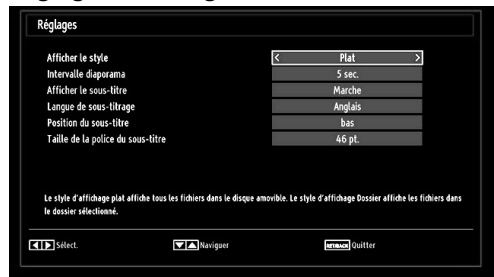 Réglages
Afficher le style < Plat >
Intervalle diaporama 5 sec.
Afficher le sous-titre Marche
Langue de sous-titrage Anglais
Position du sous-titre bas
Taille de la police du sous-titre 46 pt.
Le style d'affichage plat affiche tous les fichiers dans le disque amovible. Le style d'affichage Dossier affiche les fichiers dans
le dossier sélectionné.
Sélect. Naviguer Quitter